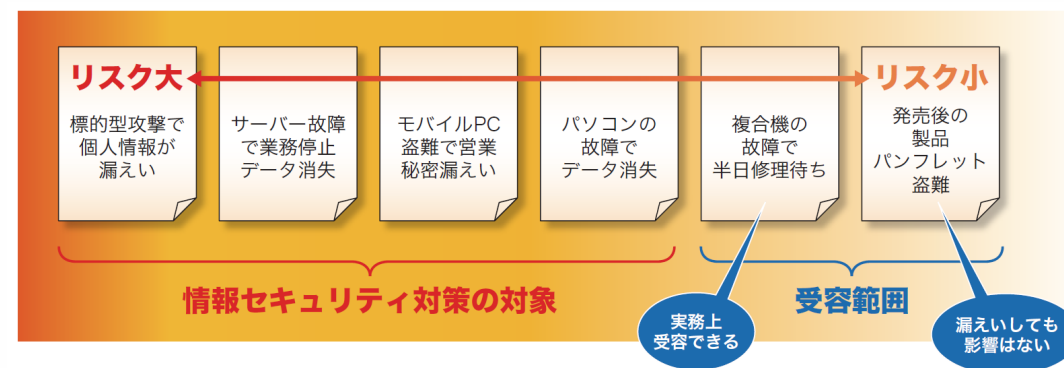 リスク大
リスク小
標的型攻撃で
個人情報が
漏えい
サーバー故障
で業務停止
データ消失
モバイルPC
盗難で営業
秘密漏えい
パソコンの
故障で
データ消失
複合機の
故障で
半日修理待ち
発売後の
製品
パンフレット
盗難
情報セキュリティ対策の対象
受容範囲
実務上
受容できる
漏えいしても
影響はない